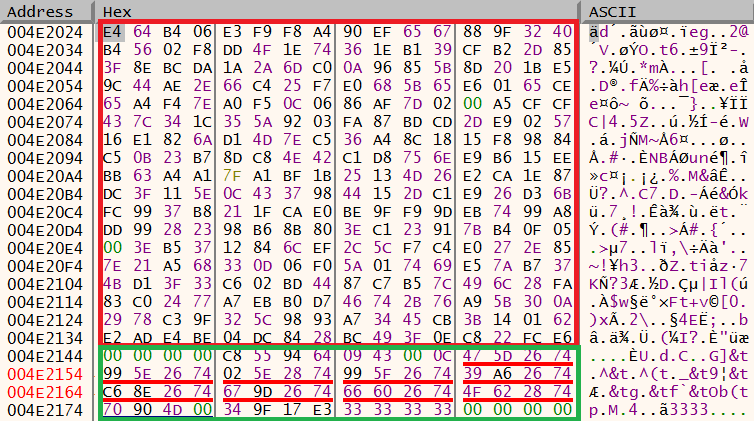 Address Hex ASCII
004E2024 E4 64 B4 06 E3 F9 F8 A4 90 EF 65 67 88 9F 32 40 äd´.ãùø¤.ïeg..2@
004E2034 B4 56 02 F8 DD 4F 1E 74 36 1E B1 39 CF B2 2D 85 ´V.øÝO.t6.±9Ï²-.
004E2044 3F 8E BC DA 1A 2A 6D C0 0A 96 85 5B 8D 20 1B E5 ?.¼Ú.*mÀ...[. .å
004E2054 9C 44 AE 2E 66 C4 25 F7 E0 68 5B 65 E6 01 65 CE .D®.fÄ%÷àh[eæ.eÎ
004E2064 65 A4 F4 7E A0 F5 0C 06 86 AF 7D 02 00 A5 CF CF e¤ô~ õ...¯}..¥ÏÏ
004E2074 43 7C 34 1C 35 5A 92 03 FA 87 BD CD 2D E9 02 57 C|4.5Z..ú.½Í-é.W
004E2084 16 E1 82 6A D1 4D 7E C5 36 A4 8C 18 15 F8 98 84 .á.jÑM~Å6¤...ø..
004E2094 C5 0B 23 B7 8D C8 4E 42 C1 D8 75 6E E9 B6 15 EE Å.#·.ÈNBÁØuné¶.î
004E20A4 BB 63 A4 A1 7F A1 BF 1B 25 13 4D 26 E2 CA 1E 87 »c¤¡.¡¿.%.M&âÊ..
004E20B4 DC 3F 11 5E 0C 43 37 98 44 15 2D C1 E9 26 D3 6B Ü?.^.C7.D.-Áé&Ók
004E20C4 FC 99 37 B8 21 1F CA E0 BE 9F F9 9D EB 74 99 A8 ü.7¸!.Êà¾.ù.ët.¨
004E20D4 DD 99 28 23 98 B6 8B 80 3E C1 23 91 7B B4 0F 05 Ý.(#.¶..>Á#.{´..
004E20E4 00 3E B5 37 12 84 6C EF 2C 5C F7 C4 E0 27 2E 85 .>µ7..lï,\÷Äà'..
004E20F4 7E 21 A5 68 33 0D 06 F0 5A 01 74 69 E5 7A B7 37 ~!¥h3..ðZ.tiåz·7
004E2104 4B D1 3F 33 C6 02 BD 44 87 C7 B5 7C 49 6C 28 FA KÑ?3Æ.½D.Çµ|Il(ú
004E2114 83 C0 24 77 A7 EB B0 D7 46 74 2B 76 A9 5B 30 0A .À$w§ë°×Ft+v©[0.
004E2124 29 78 C3 9F 32 5C 98 93 A7 34 45 CB 3B 14 01 62 )xÃ.2\..§4EË;..b
004E2134 E2 AD E4 BE 04 DC 84 28 BC 49 3F 0E C8 22 FC E6 â.ä¾.Ü.(¼I?.È"üæ
004E2144 00 00 00 00 C8 55 94 64 09 43 00 0C 47 5D 26 74 ....ÈU.d.C..G]&t
004E2154 99 5E 26 74 02 5E 28 74 99 5F 26 74 39 A6 26 74 .^&t.^(t._&t9¦&t
004E2164 C6 8E 26 74 67 9D 26 74 66 60 26 74 4F 62 28 74 Æ.&tg.&tf`&tOb(t
004E2174 70 90 4D 00 34 9F 17 E3 33 33 33 33 00 00 00 00 p.M.4..ã3333....